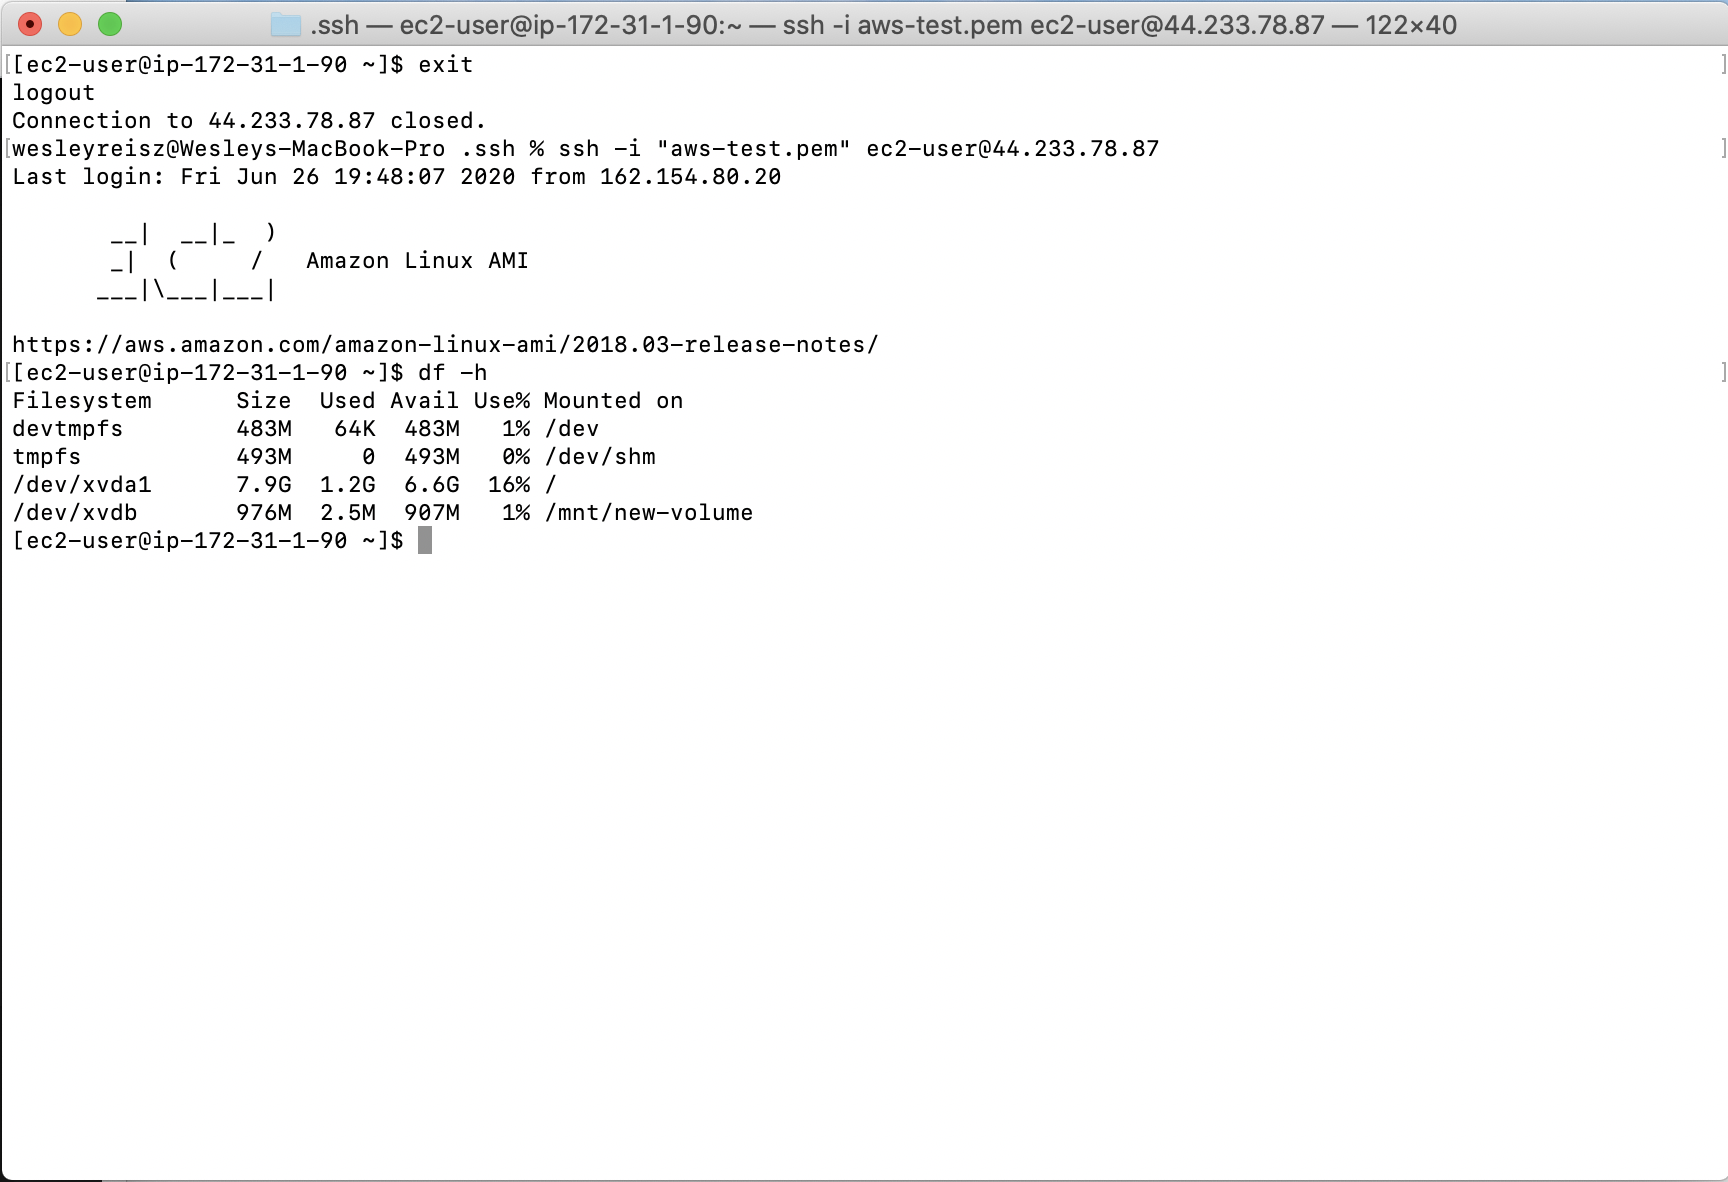 .ssh — ec2-user@ip-172-31-1-90:~ — ssh -i aws-test.pem ec2-user@44.233.78.87 — 122×40
[[ec2-user@ip-172-31-1-90 ~]$ exit ]
logout
Connection to 44.233.78.87 closed.
[wesleyreisz@Wesleys-MacBook-Pro .ssh % ssh -i "aws-test.pem" ec2-user@44.233.78.87 ]
Last login: Fri Jun 26 19:48:07 2020 from 162.154.80.20
       __|  __|_  )
       _|  (     /   Amazon Linux AMI
      ___|\___|___|
https://aws.amazon.com/amazon-linux-ami/2018.03-release-notes/
[[ec2-user@ip-172-31-1-90 ~]$ df -h ]
Filesystem      Size  Used Avail Use% Mounted on
devtmpfs        483M   64K  483M   1% /dev
tmpfs           493M     0  493M   0% /dev/shm
/dev/xvda1      7.9G  1.2G  6.6G  16% /
/dev/xvdb       976M  2.5M  907M   1% /mnt/new-volume
[ec2-user@ip-172-31-1-90 ~]$